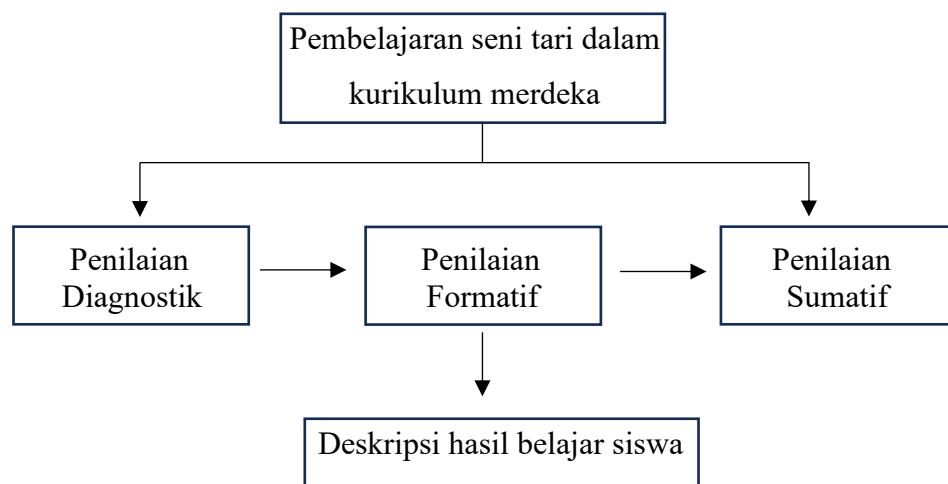 Pembelajaran seni tari dalam
kurikulum merdeka
Penilaian
Diagnostik
Penilaian
Formatif
Penilaian
Sumatif
Deskripsi hasil belajar siswa